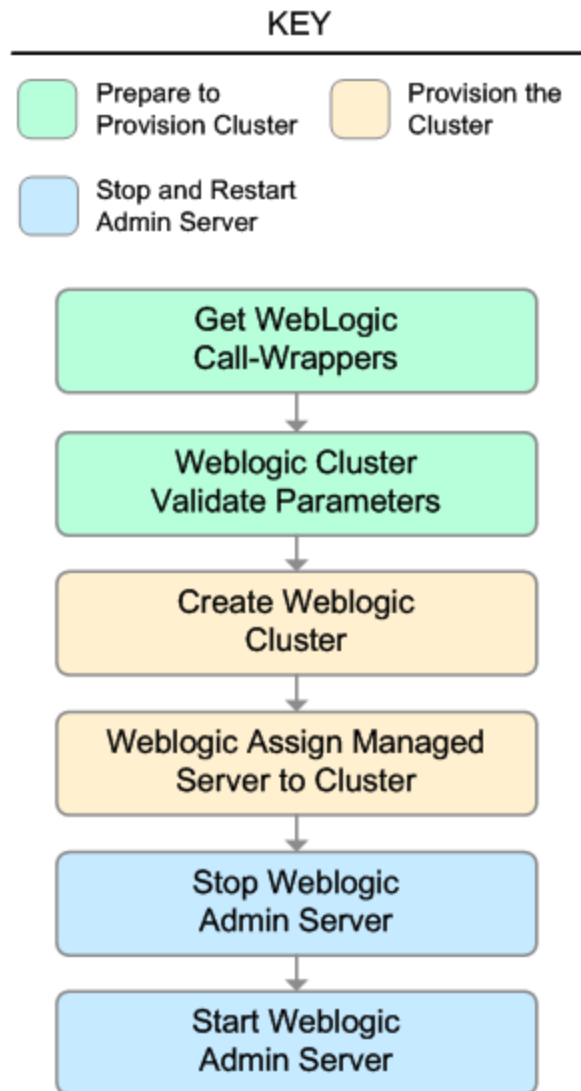 KEY
Prepare to
Provision Cluster
Provision the
Cluster
Stop and Restart
Admin Server
Get WebLogic
Call-Wrappers
Weblogic Cluster
Validate Parameters
Create Weblogic
Cluster
Weblogic Assign Managed
Server to Cluster
Stop Weblogic
Admin Server
Start Weblogic
Admin Server